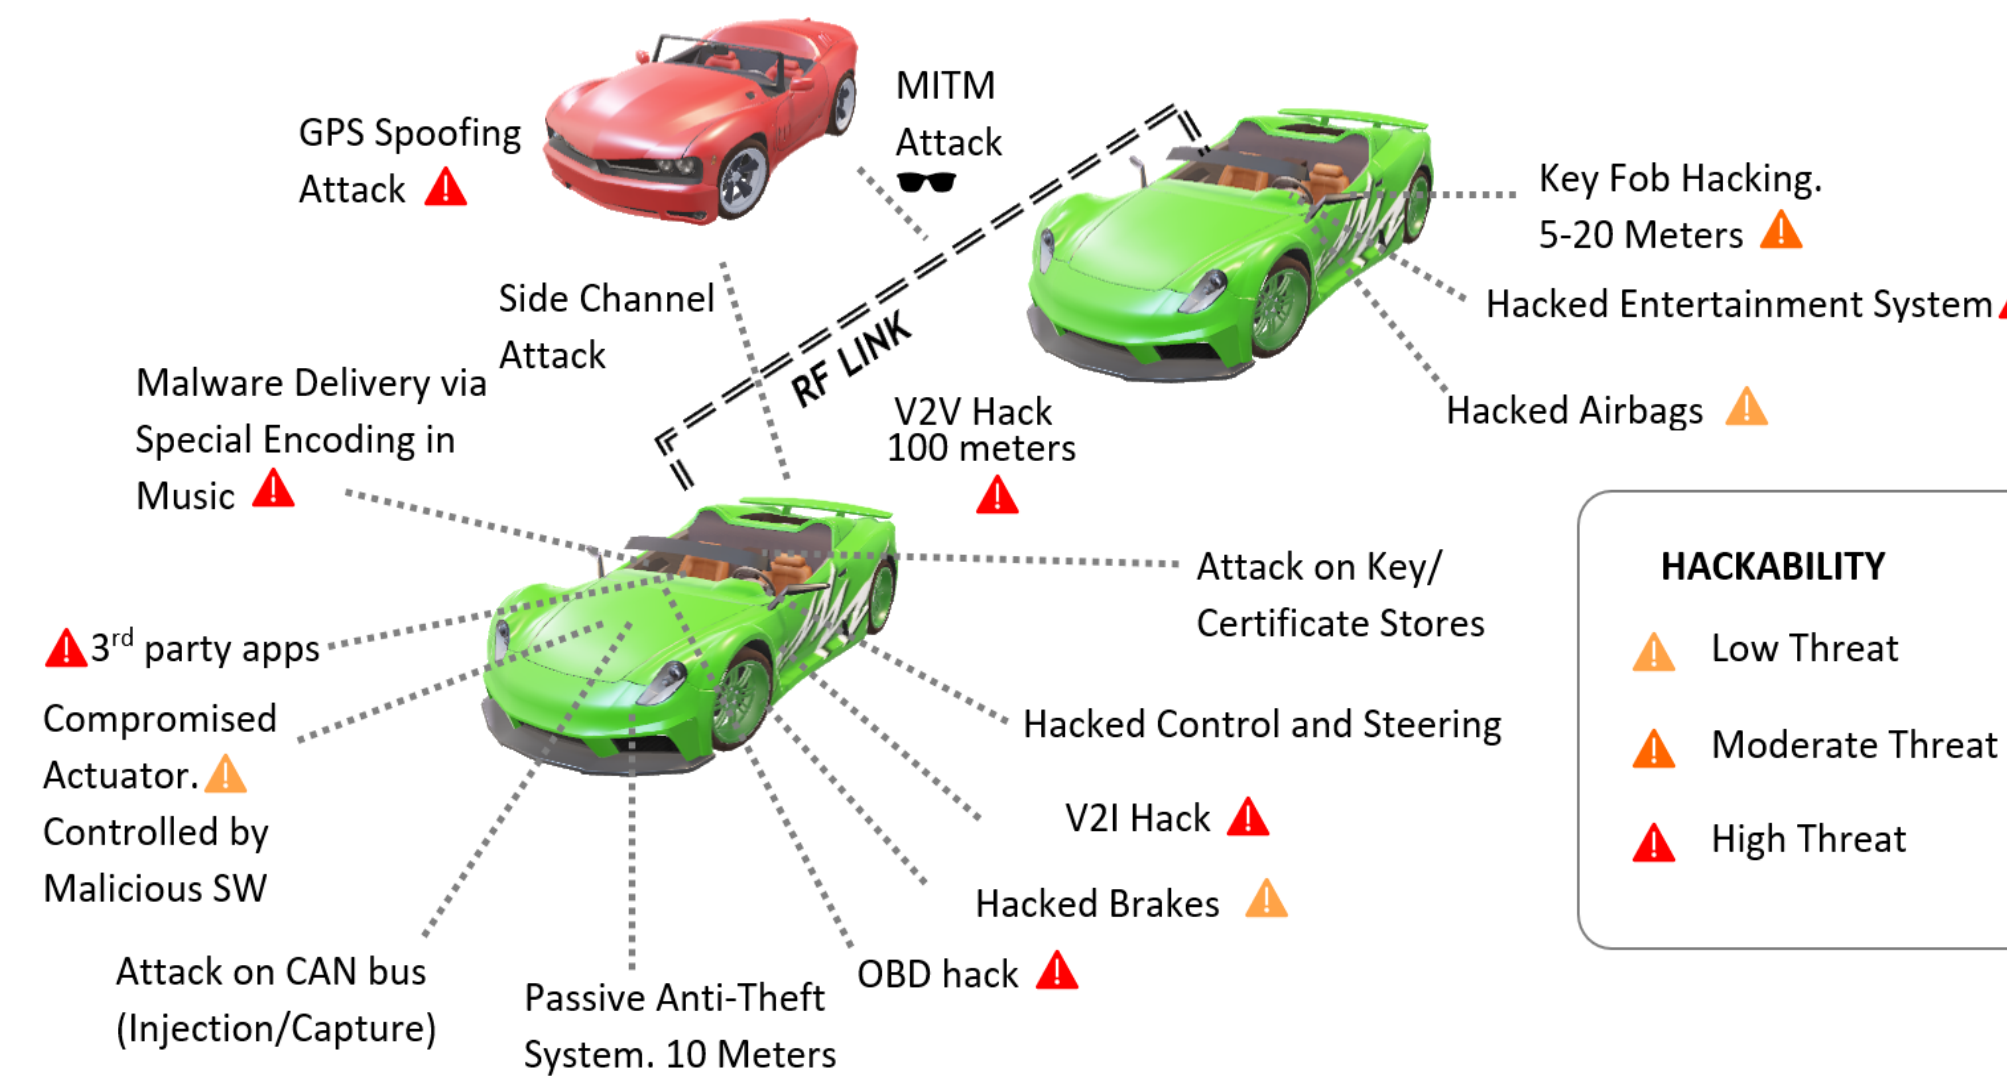 GPS Spoofing
Attack
MITM
Attack
Key Fob Hacking.
5-20 Meters
Side Channel
Attack
Hacked Entertainment System
RF LINK
Malware Delivery via
Special Encoding in
Music
V2V Hack
100 meters
Hacked Airbags
Attack on Key/
Certificate Stores
3rd party apps
Compromised
Actuator.
Controlled by
Malicious SW
Hacked Control and Steering
V2I Hack
Hacked Brakes
OBD hack
Attack on CAN bus
(Injection/Capture)
Passive Anti-Theft
System. 10 Meters
HACKABILITY
Low Threat
Moderate Threat
High Threat